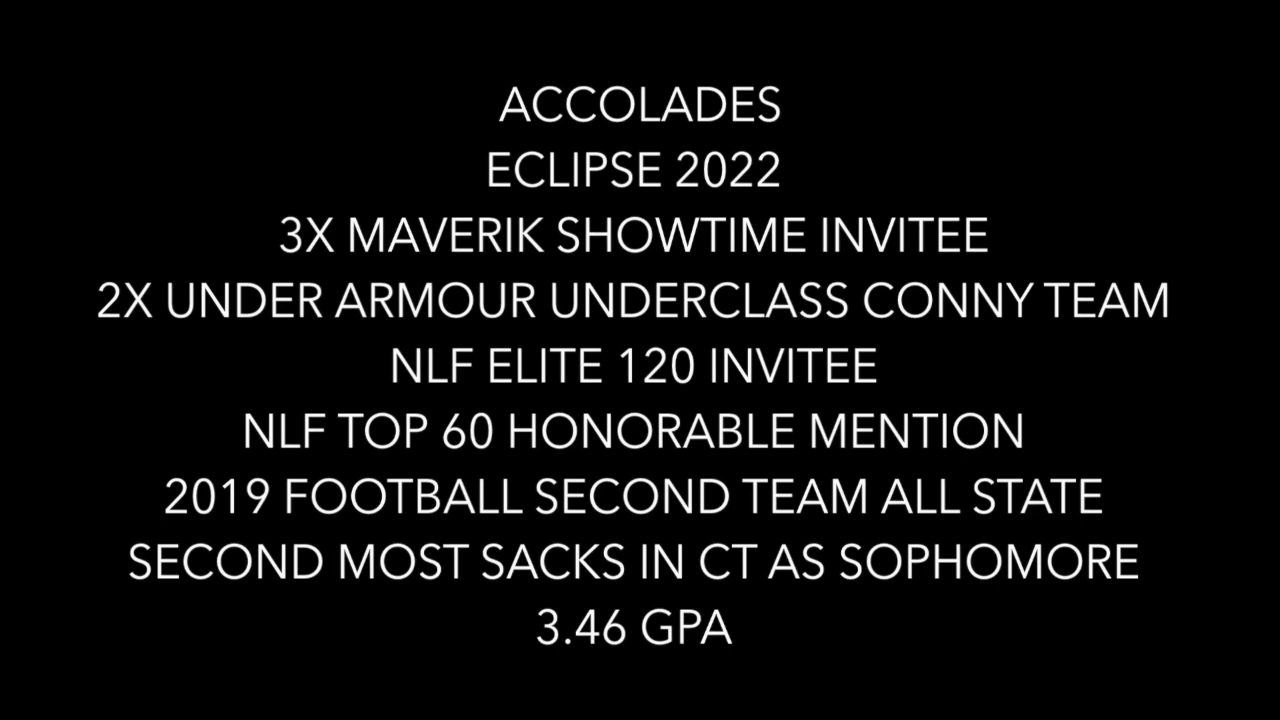 ACCOLADES
ECLIPSE 2022
3X MAVERIK SHOWTIME INVITEE
2X UNDER ARMOUR UNDERCLASS CONNY TEAM
NLF ELITE 120 INVITEE
NLF TOP 60 HONORABLE MENTION
2019 FOOTBALL SECOND TEAM ALL STATE
SECOND MOST SACKS IN CT AS SOPHOMORE
3.46 GPA